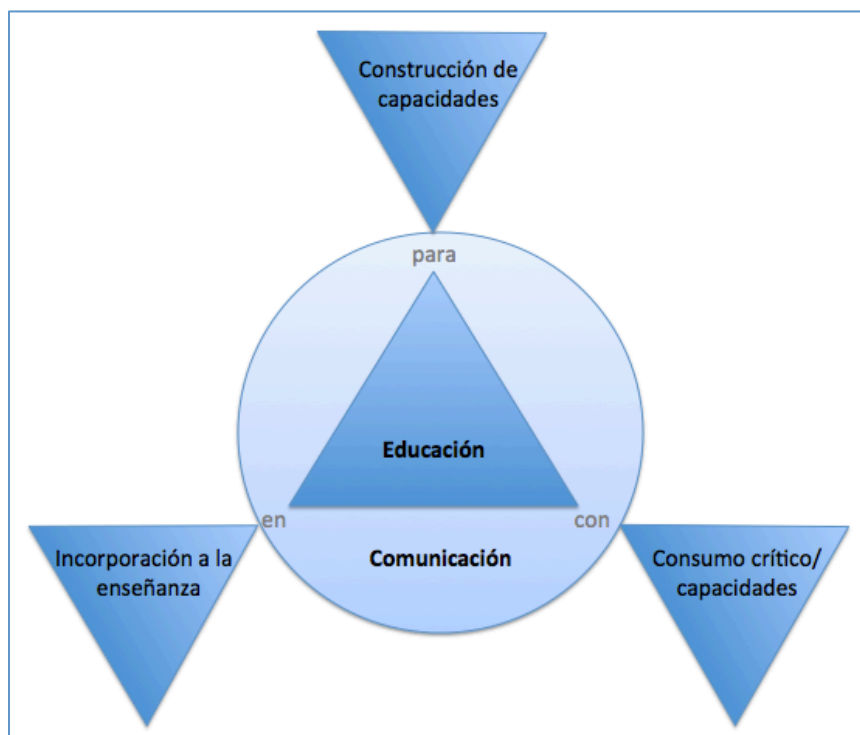 Construcción de
capacidades
para
Educación
en
con
Comunicación
Incorporación a la
enseñanza
Consumo crítico/
capacidades